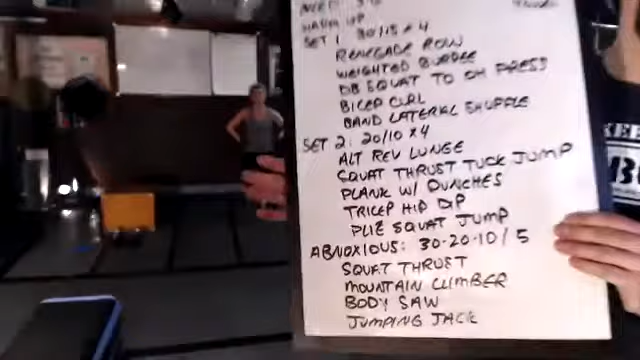 WARM UP
SET 1 30/15 x 4
RENEGADE ROW
WEIGHTED BURPEE
DB SQUAT TO OH PRESS
BICEP CURL
BAND LATERAL SHUFFLE
SET 2: 20/10 x 4
ALT REV LUNGE
SQUAT THRUST TUCK JUMP
PLANK W/ PUNCHES
TRICEP HIP DIP
PLIE SQUAT JUMP
ABNOXIOUS: 30-20-10/5
SQUAT THRUST
MOUNTAIN CLIMBER
BODY SAW
JUMPING JACK